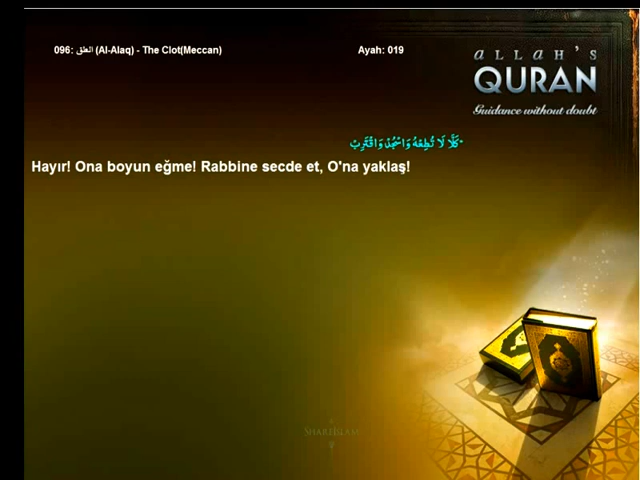 096: العلق (Al-Alaq) - The Clot(Meccan) Ayah: 019
ALLAH'S
QURAN
Guidance without doubt
كَلَّا لَا تُطِعْهُ وَاسْجُدْ وَاقْتَرِبْ
Hayır! Ona boyun eğme! Rabbine secde et, O'na yaklaş!
SHAREISLAM